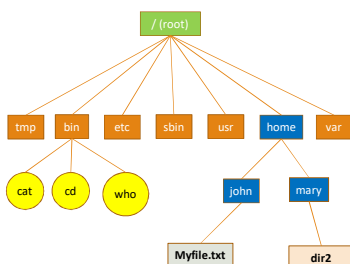 / (root)
tmp
bin
etc
sbin
usr
home
var
cat
cd
who
john
mary
Myfile.txt
dir2